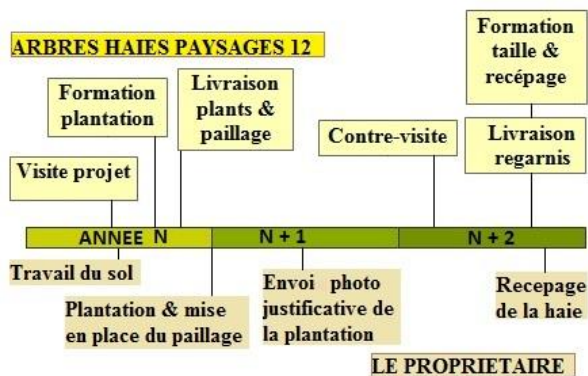 ARBRES HAIES PAYSAGES 12
Formation
taille &
recépage
Formation
plantation
Livraison
plants &
paillage
Contre-visite
Livraison
regarnis
Visite projet
ANNEE N
N + 1
N + 2
Travail du sol
Plantation & mise
en place du paillage
Envoi photo
justificative de
la plantation
Recepage
de la haie
LE PROPRIETAIRE